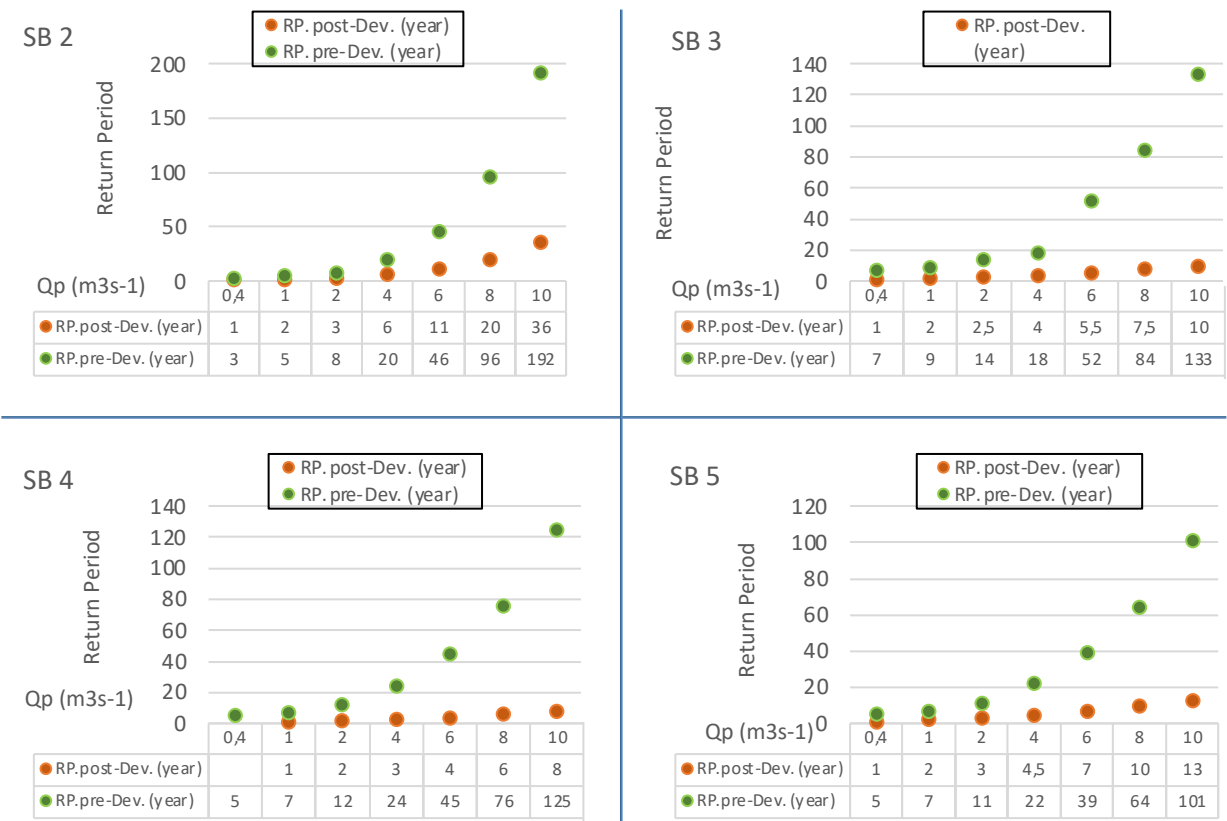 SB 2
RP. post-Dev. (year)
RP. pre-Dev. (year)
Return Period
200
150
100
50
0
Qp (m3s-1)
0,4 1 2 4 6 8 10
RP.post-Dev. (year) 1 2 3 6 11 20 36
RP.pre-Dev. (year) 3 5 8 20 46 96 192
SB 3
RP. post-Dev.
(year)
Return Period
140
120
100
80
60
40
20
0
Qp (m3s-1)
0,4 1 2 4 6 8 10
RP.post-Dev. (year) 1 2 2,5 4 5,5 7,5 10
RP.pre-Dev. (year) 7 9 14 18 52 84 133
SB 4
RP. post-Dev. (year)
RP. pre-Dev. (year)
Return Period
140
120
100
80
60
40
20
0
Qp (m3s-1)
0,4 1 2 4 6 8 10
RP.post-Dev. (year) 1 2 3 4 6 8
RP.pre-Dev. (year) 5 7 12 24 45 76 125
SB 5
RP. post-Dev. (year)
RP. pre-Dev. (year)
Return Period
120
100
80
60
40
20
0
Qp (m3s-1)
0,4 1 2 4 6 8 10
RP.post-Dev. (year) 1 2 3 4,5 7 10 13
RP.pre-Dev. (year) 5 7 11 22 39 64 101